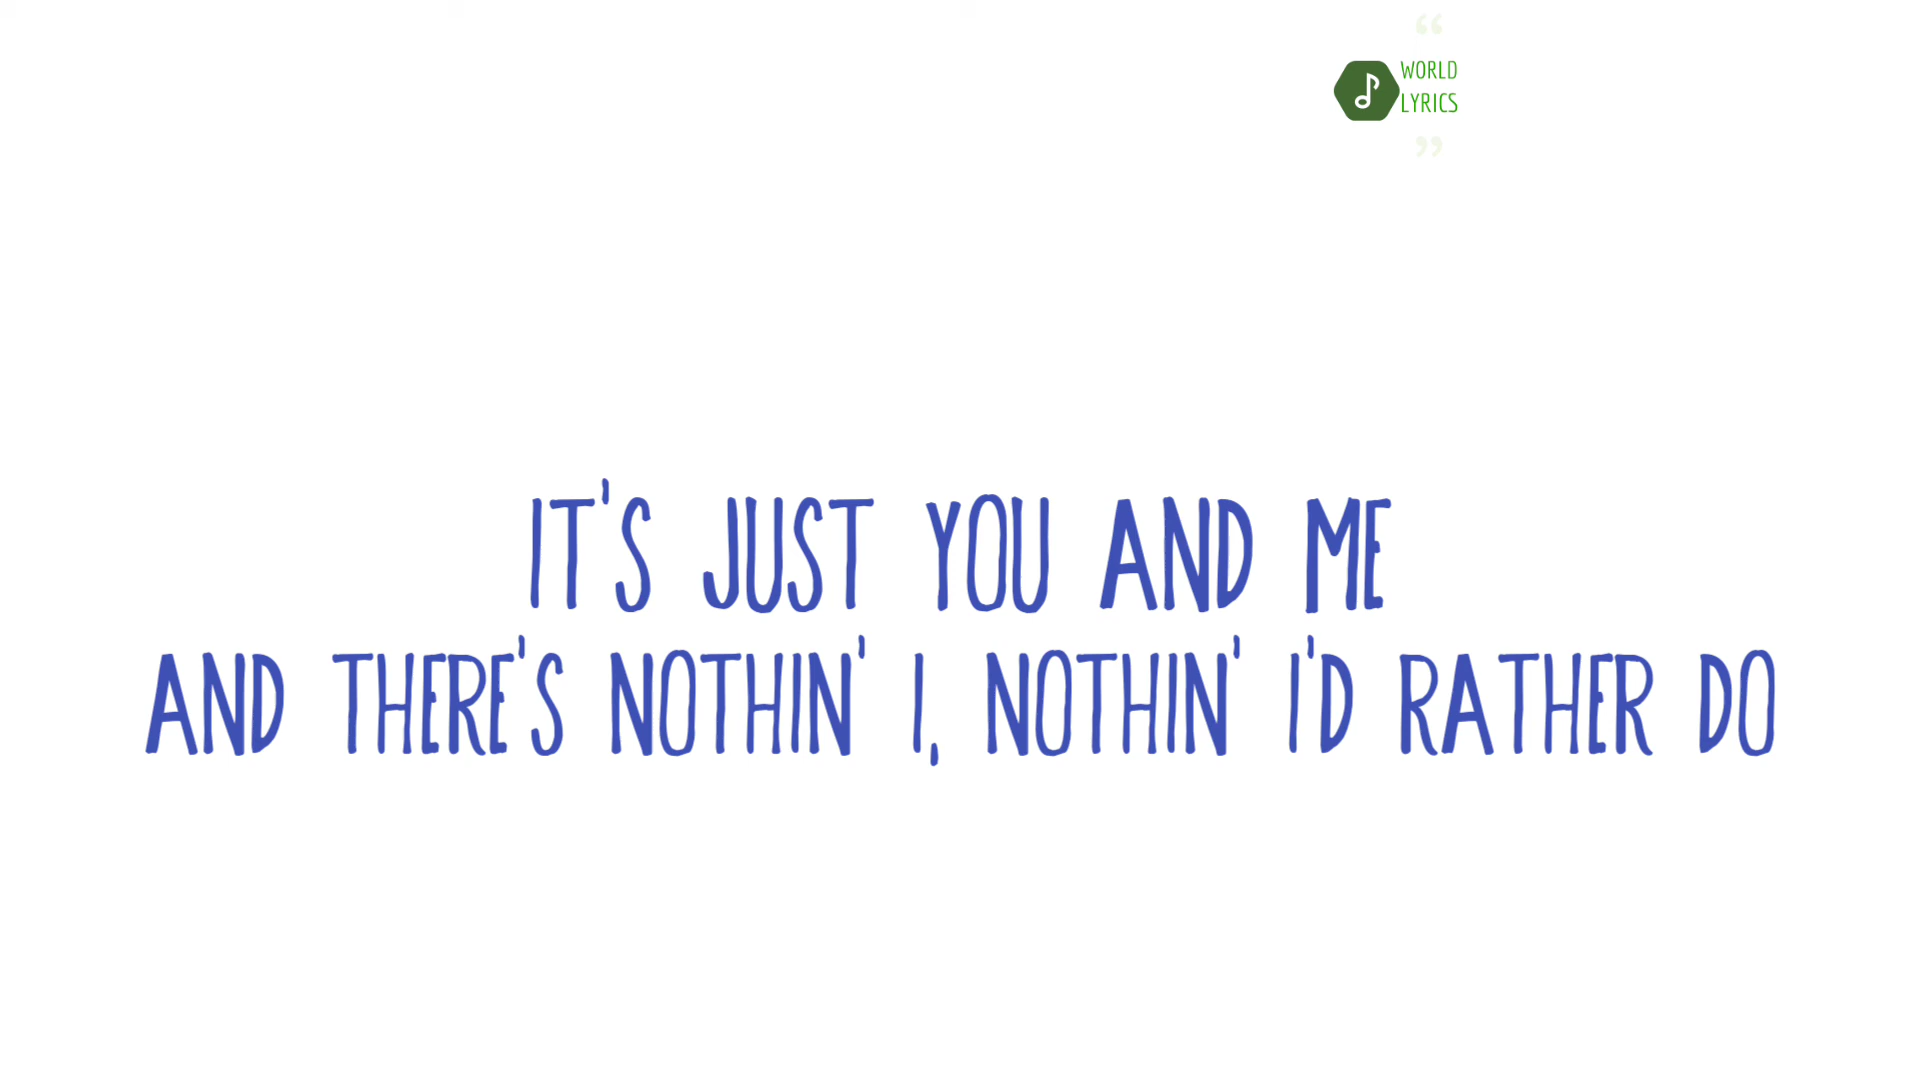 “
WORLD
LYRICS
”
IT'S JUST YOU AND ME
AND THERE'S NOTHIN' I, NOTHIN' I'D RATHER DO